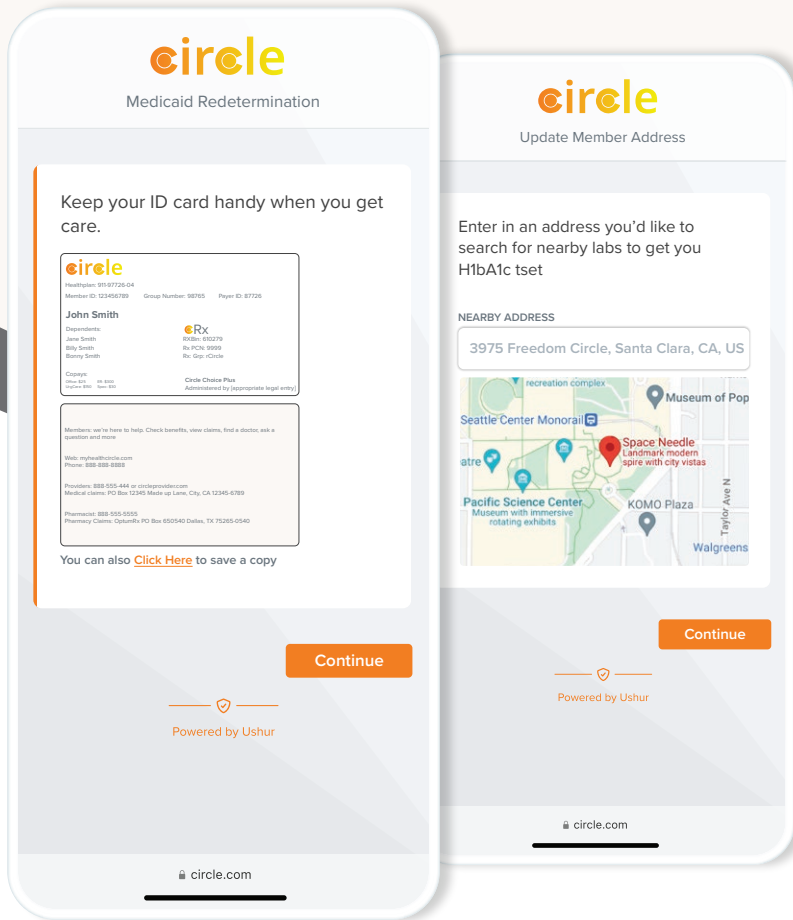 circle
Medicaid Redetermination
Keep your ID card handy when you get
care.
circle
Healthplan: 911-97726-04
Member ID: 123456789 Group Number: 98765 Payer ID: 87726
John Smith
Dependents:
Jane Smith
Billy Smith
Bonny Smith
Rx
RXBin: 610279
Rx PCN: 9999
Rx: Grp: rCircle
Copays:
Office: $25 ER: $300
UrgCare: $150 Spec: $35
Circle Choice Plus
Administered by [appropriate legal entry]
Members: we're here to help. Check benefits, view claims, find a doctor, ask a
question and more
Web: myhealthcircle.com
Phone: 888-888-8888
Providers: 888-555-444 or circleprovider.com
Medical claims: PO Box 12345 Made up Lane, City, CA 12345-6789
Pharmacist: 888-555-5555
Pharmacy Claims: OptumRx PO Box 650540 Dallas, TX 75265-0540
You can also Click Here to save a copy
Continue
Powered by Ushur
circle.com
circle
Update Member Address
Enter in an address you'd like to
search for nearby labs to get you
H1bA1c tset
NEARBY ADDRESS
3975 Freedom Circle, Santa Clara, CA, US
recreation complex
Museum of Pop
Seattle Center Monorail
Space Needle
Landmark modern
spire with city vistas
atre
Pacific Science Center
Museum with immersive
rotating exhibits
KOMO Plaza
Taylor Ave N
Walgreens
Continue
Powered by Ushur
circle.com